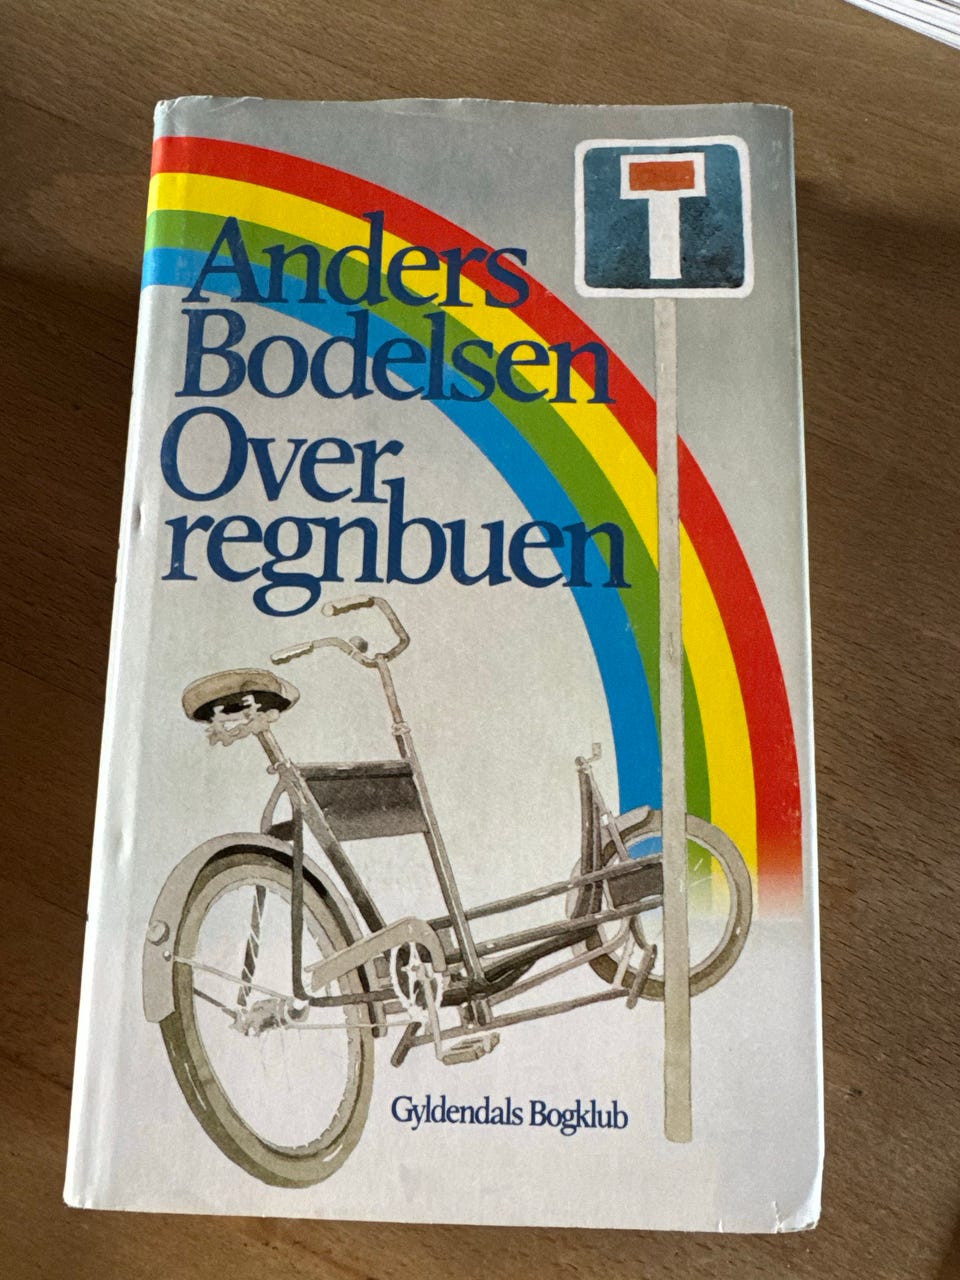 Anders
Bodelsen
Over
regnbuen
Gyldendals Bogklub